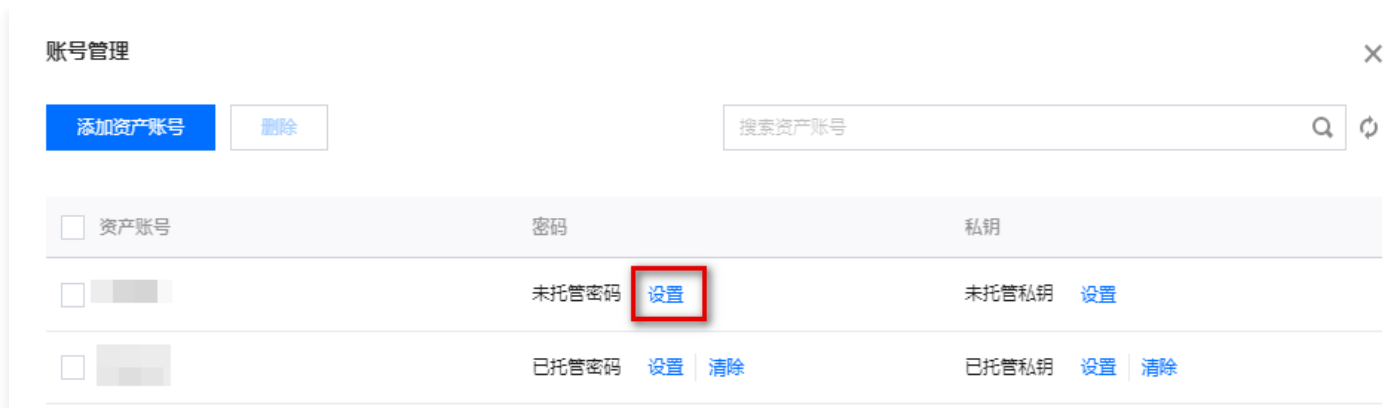 账号管理
添加资产账号 删除 搜索资产账号
资产账号 密码 私钥
未托管密码 设置 未托管私钥 设置
已托管密码 设置 清除 已托管私钥 设置 清除